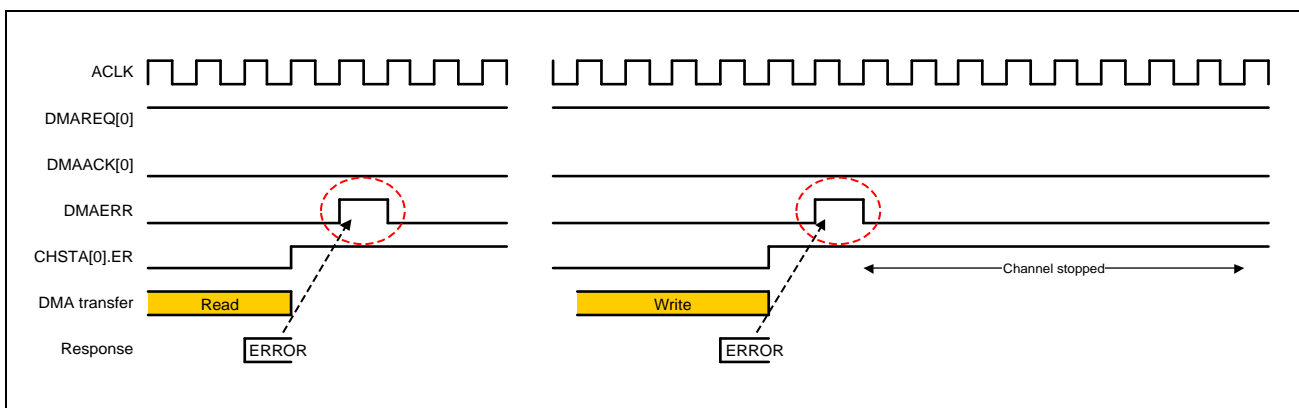 ACLK
DMAREQ[0]
DMAACK[0]
DMAERR
CHSTA[0].ER
Channel stopped
DMA transfer
Read
Write
Response
ERROR
ERROR